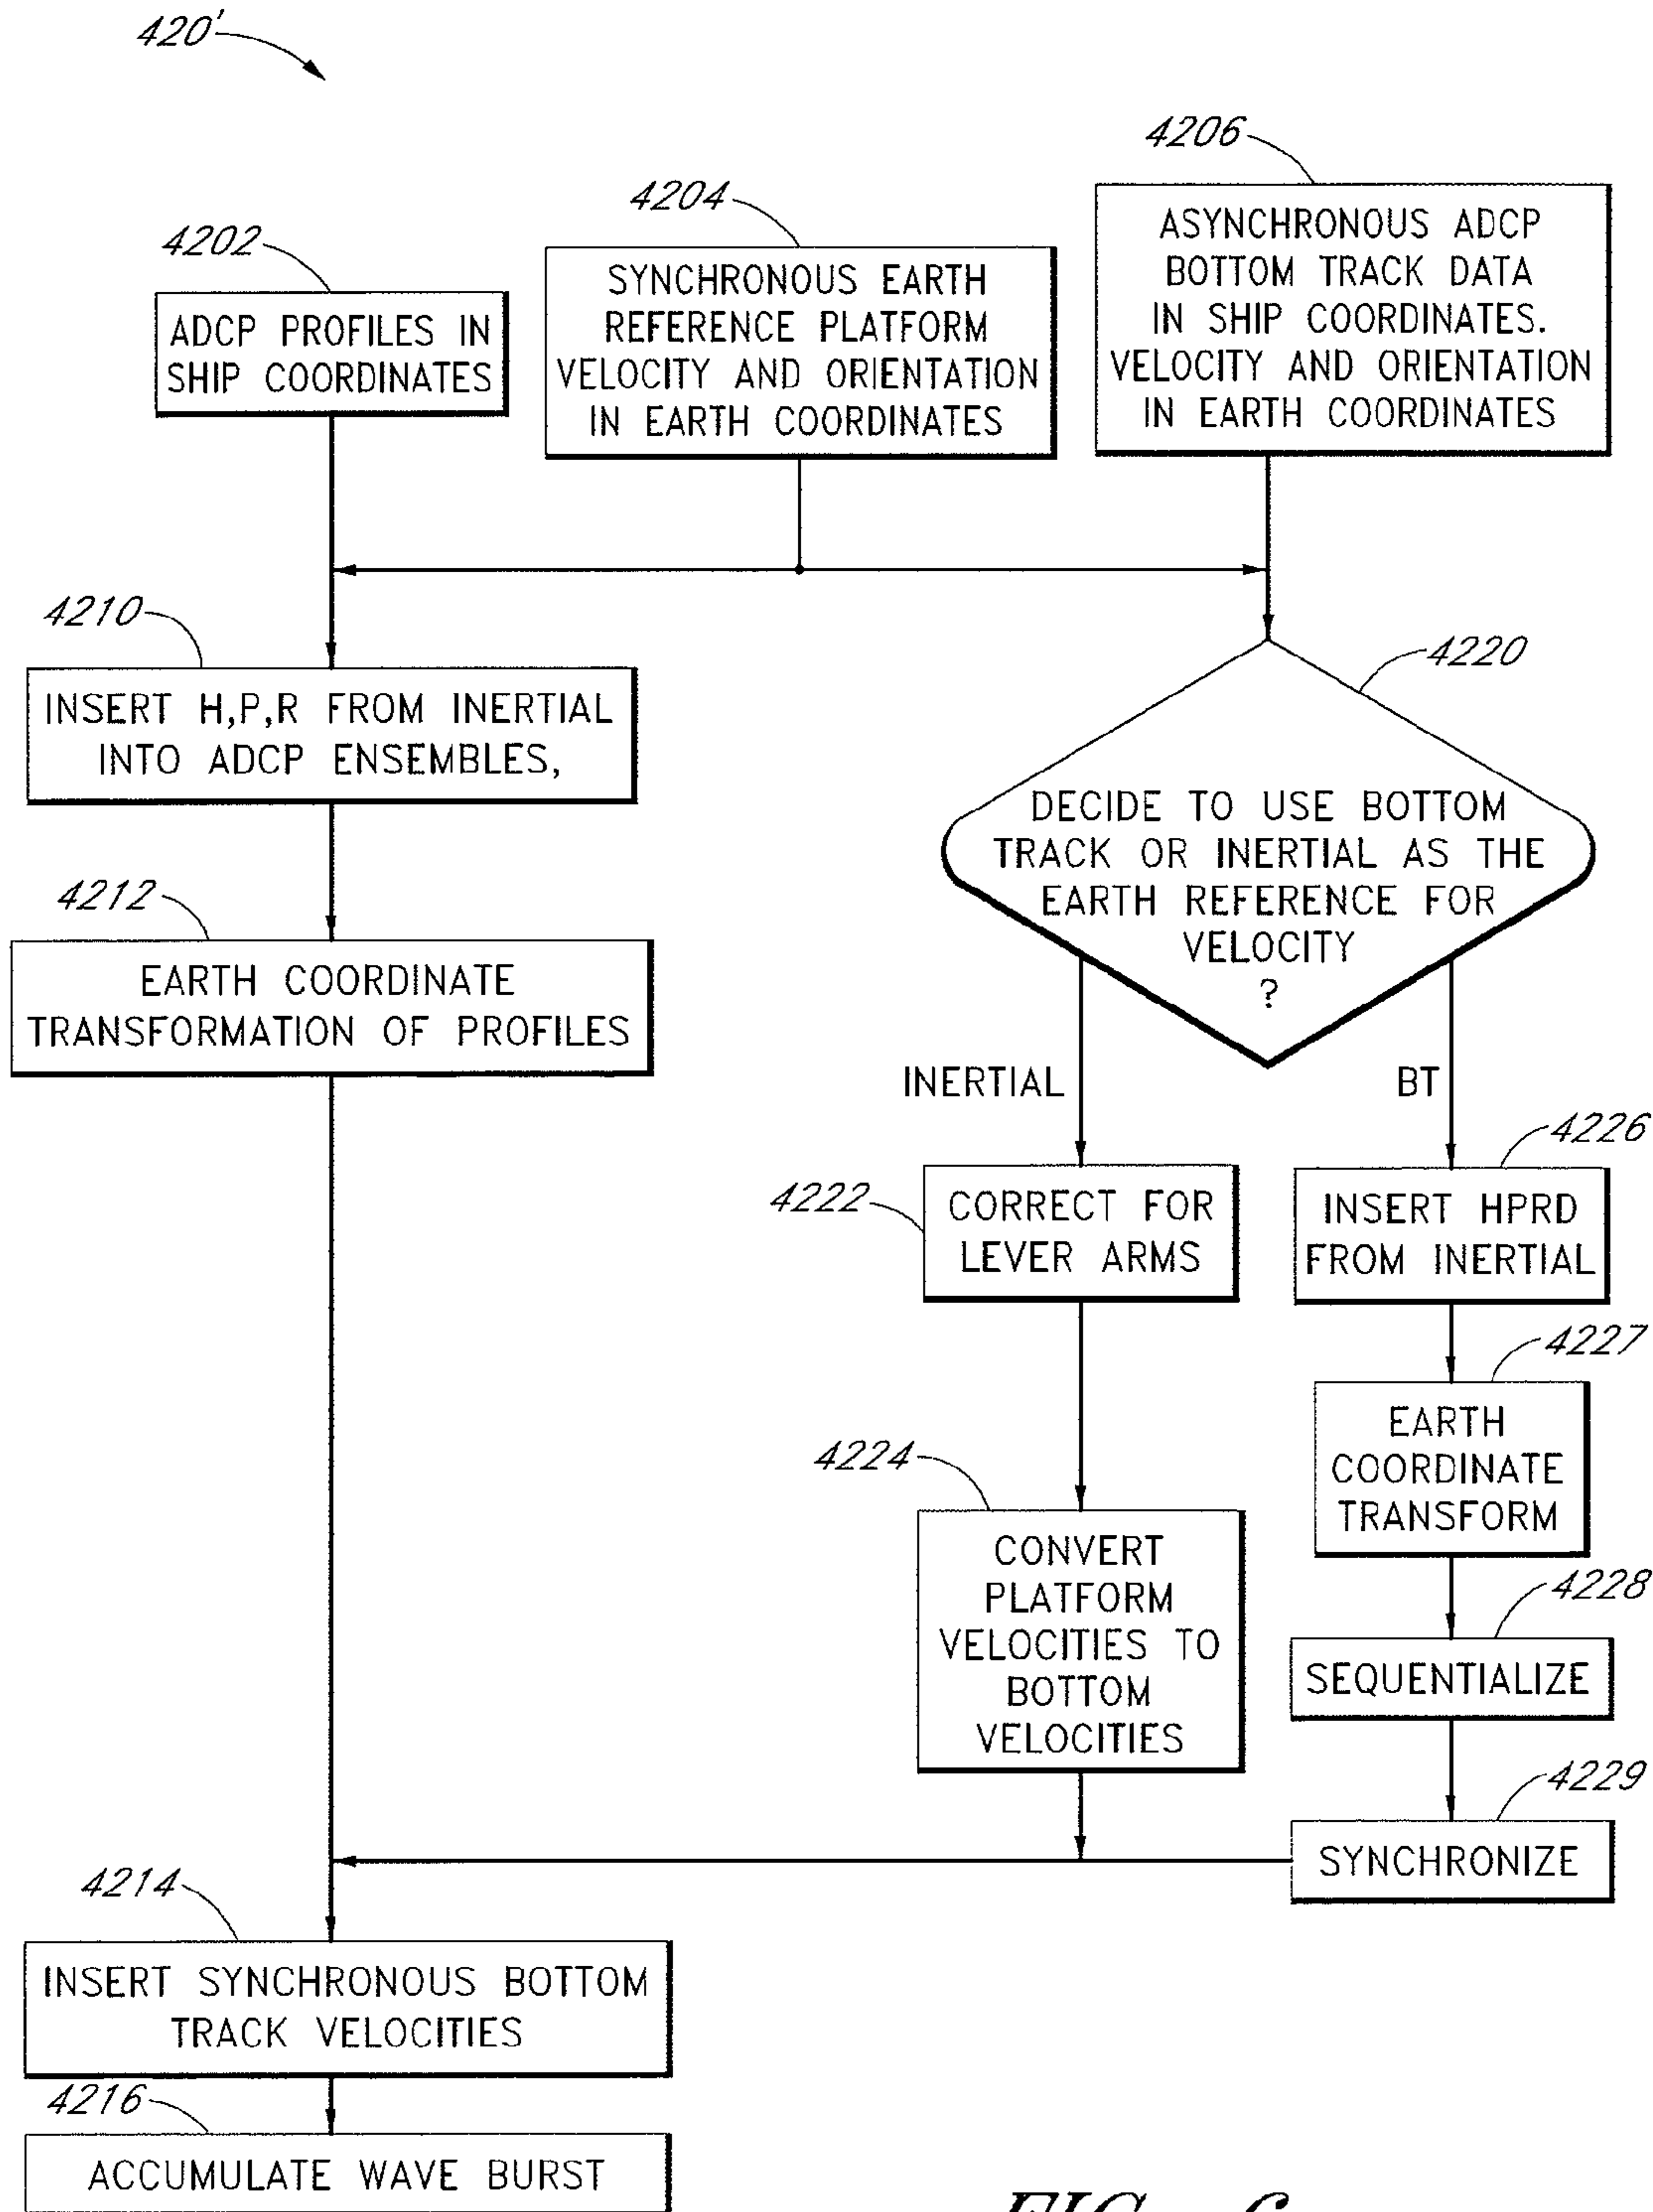 420'
4206
4204
4202
ASYNCHRONOUS ADCP
BOTTOM TRACK DATA
IN SHIP COORDINATES.
VELOCITY AND ORIENTATION
IN EARTH COORDINATES
SYNCHRONOUS EARTH
REFERENCE PLATFORM
VELOCITY AND ORIENTATION
IN EARTH COORDINATES
ADCP PROFILES IN
SHIP COORDINATES
4210
INSERT H,P,R FROM INERTIAL
INTO ADCP ENSEMBLES,
4220
DECIDE TO USE BOTTOM
TRACK OR INERTIAL AS THE
EARTH REFERENCE FOR
VELOCITY
?
4212
EARTH COORDINATE
TRANSFORMATION OF PROFILES
INERTIAL
BT
4222
CORRECT FOR
LEVER ARMS
4226
INSERT HPRD
FROM INERTIAL
4227
EARTH
COORDINATE
TRANSFORM
4224
CONVERT
PLATFORM
VELOCITIES TO
BOTTOM
VELOCITIES
4228
SEQUENTIALIZE
4229
SYNCHRONIZE
4214
INSERT SYNCHRONOUS BOTTOM
TRACK VELOCITIES
4216
ACCUMULATE WAVE BURST